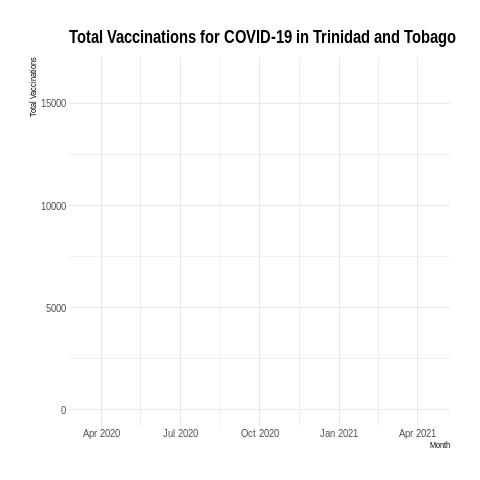 Total Vaccinations for COVID-19 in Trinidad and Tobago
Total Vaccinations
15000
10000
5000
0
Apr 2020 Jul 2020 Oct 2020 Jan 2021 Apr 2021
Month